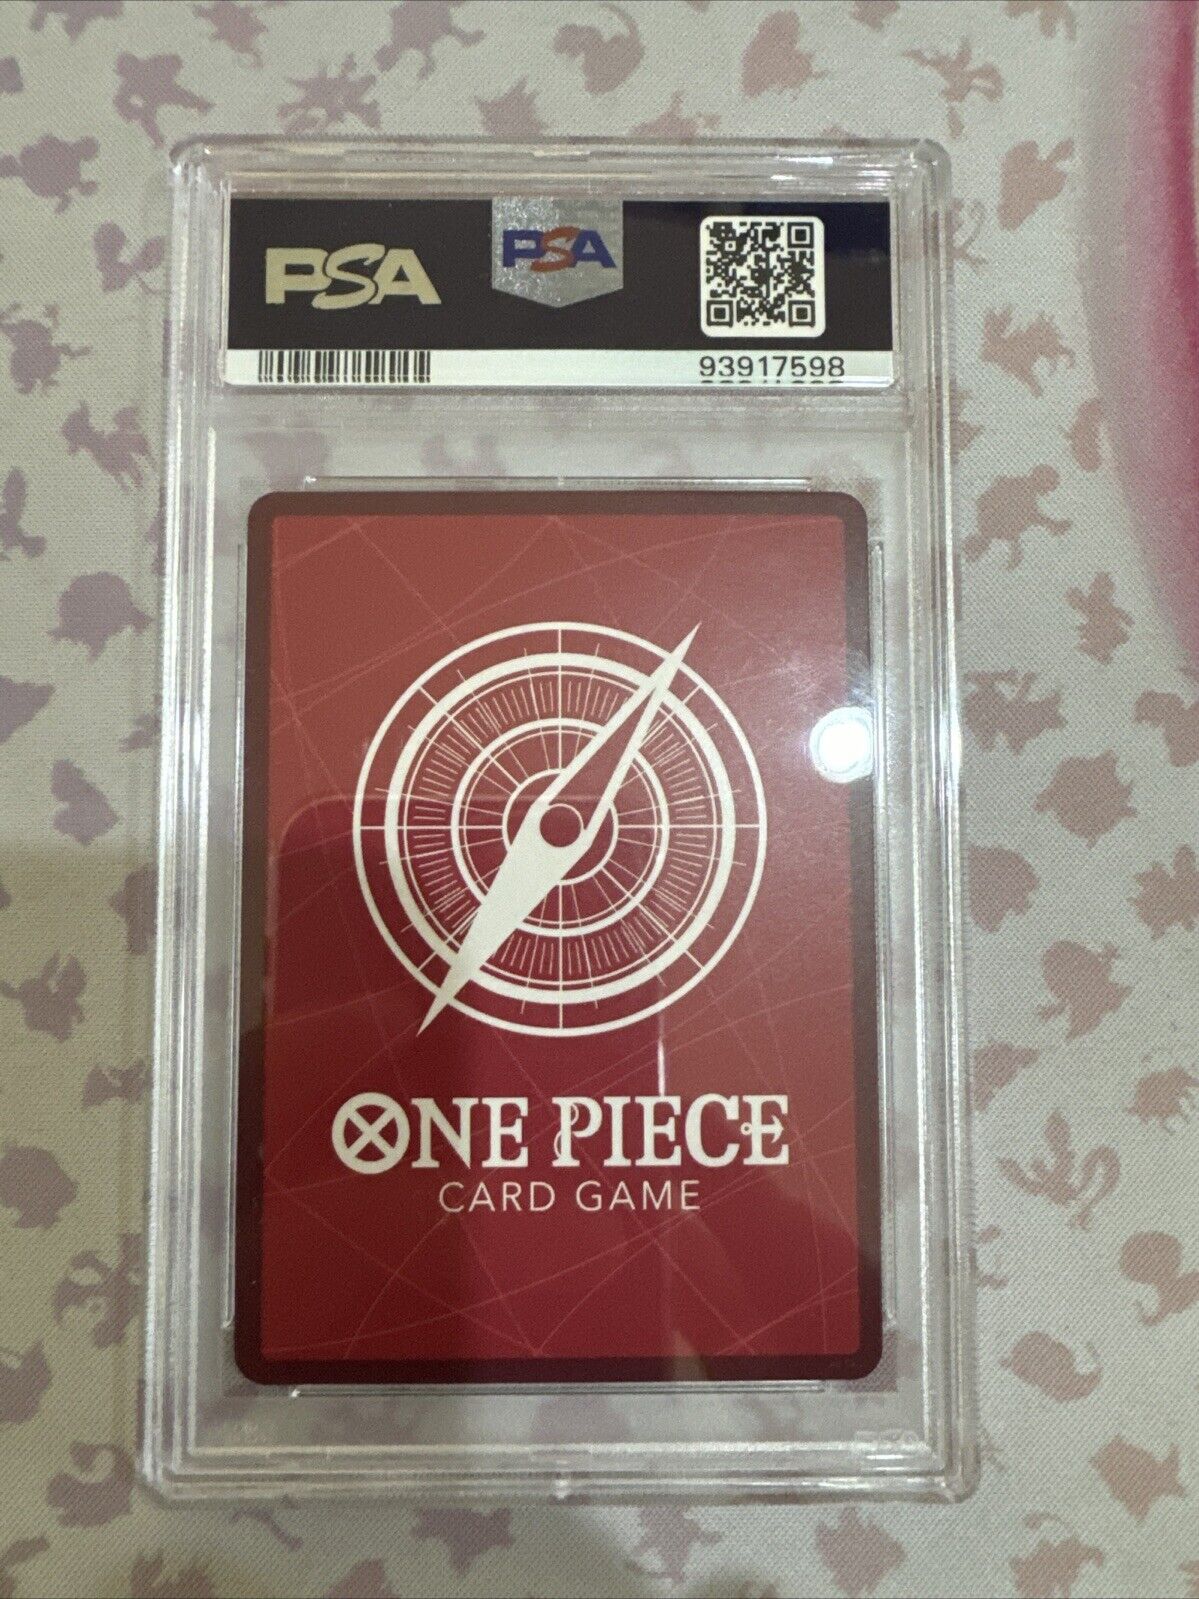 PSA PSA
93917598
ONE PIECE
CARD GAME